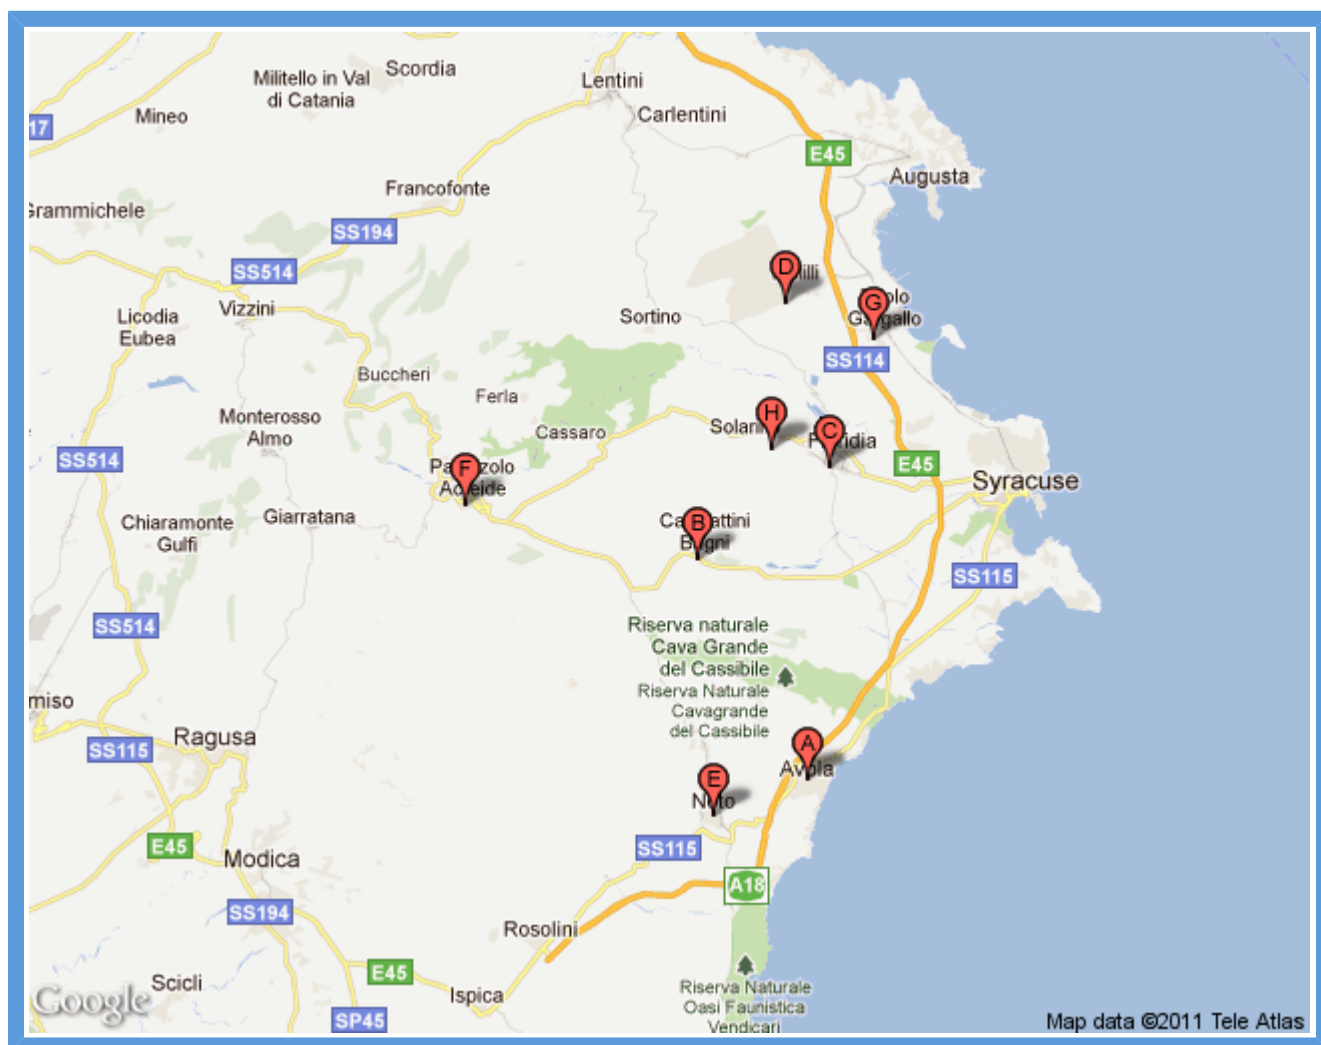 Scordia
Militello in Val
di Catania
Lentini
Mineo
Carlentini
17
E45
Augusta
Francofonte
Grammichele
SS194
SS514
D
Vizzini
G
Licodia
Eubea
Sortino
SS114
Buccheri
Ferla
Monterosso
Almo
H
C
Cassaro
SS514
F
E45
Syracuse
Giarratana
Chiaramonte
Gulfi
B
SS115
SS514
Riserva naturale
Cava Grande
del Cassibile
Riserva Naturale
Cavagrande
del Cassibile
miso
Ragusa
SS115
A
Avola
E
Noto
E45
SS115
Modica
A18
SS194
Rosolini
E45
Scicli
Ispica
Riserva Naturale
Oasi Faunistica
Vendicari
Google
SP45
Map data ©2011 Tele Atlas